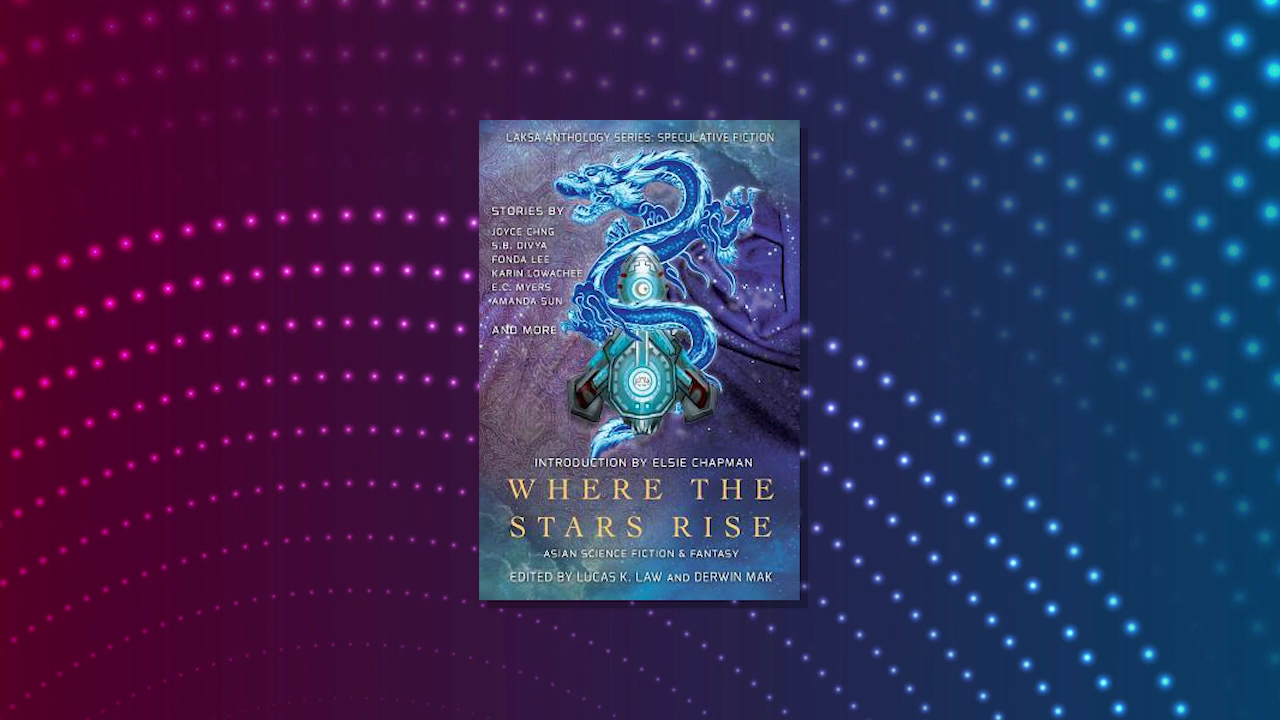 LAKSA ANTHOLOGY SERIES: SPECULATIVE FICTION
STORIES BY
JOYCE CHNG
S.B. DIVYA
FONDA LEE
KARIN LOWACHEE
E.C. MYERS
AMANDA SUN
AND MORE
INTRODUCTION BY ELSIE CHAPMAN
WHERE THE
STARS RISE
ASIAN SCIENCE FICTION & FANTASY
EDITED BY LUCAS K. LAW AND DERWIN MAK